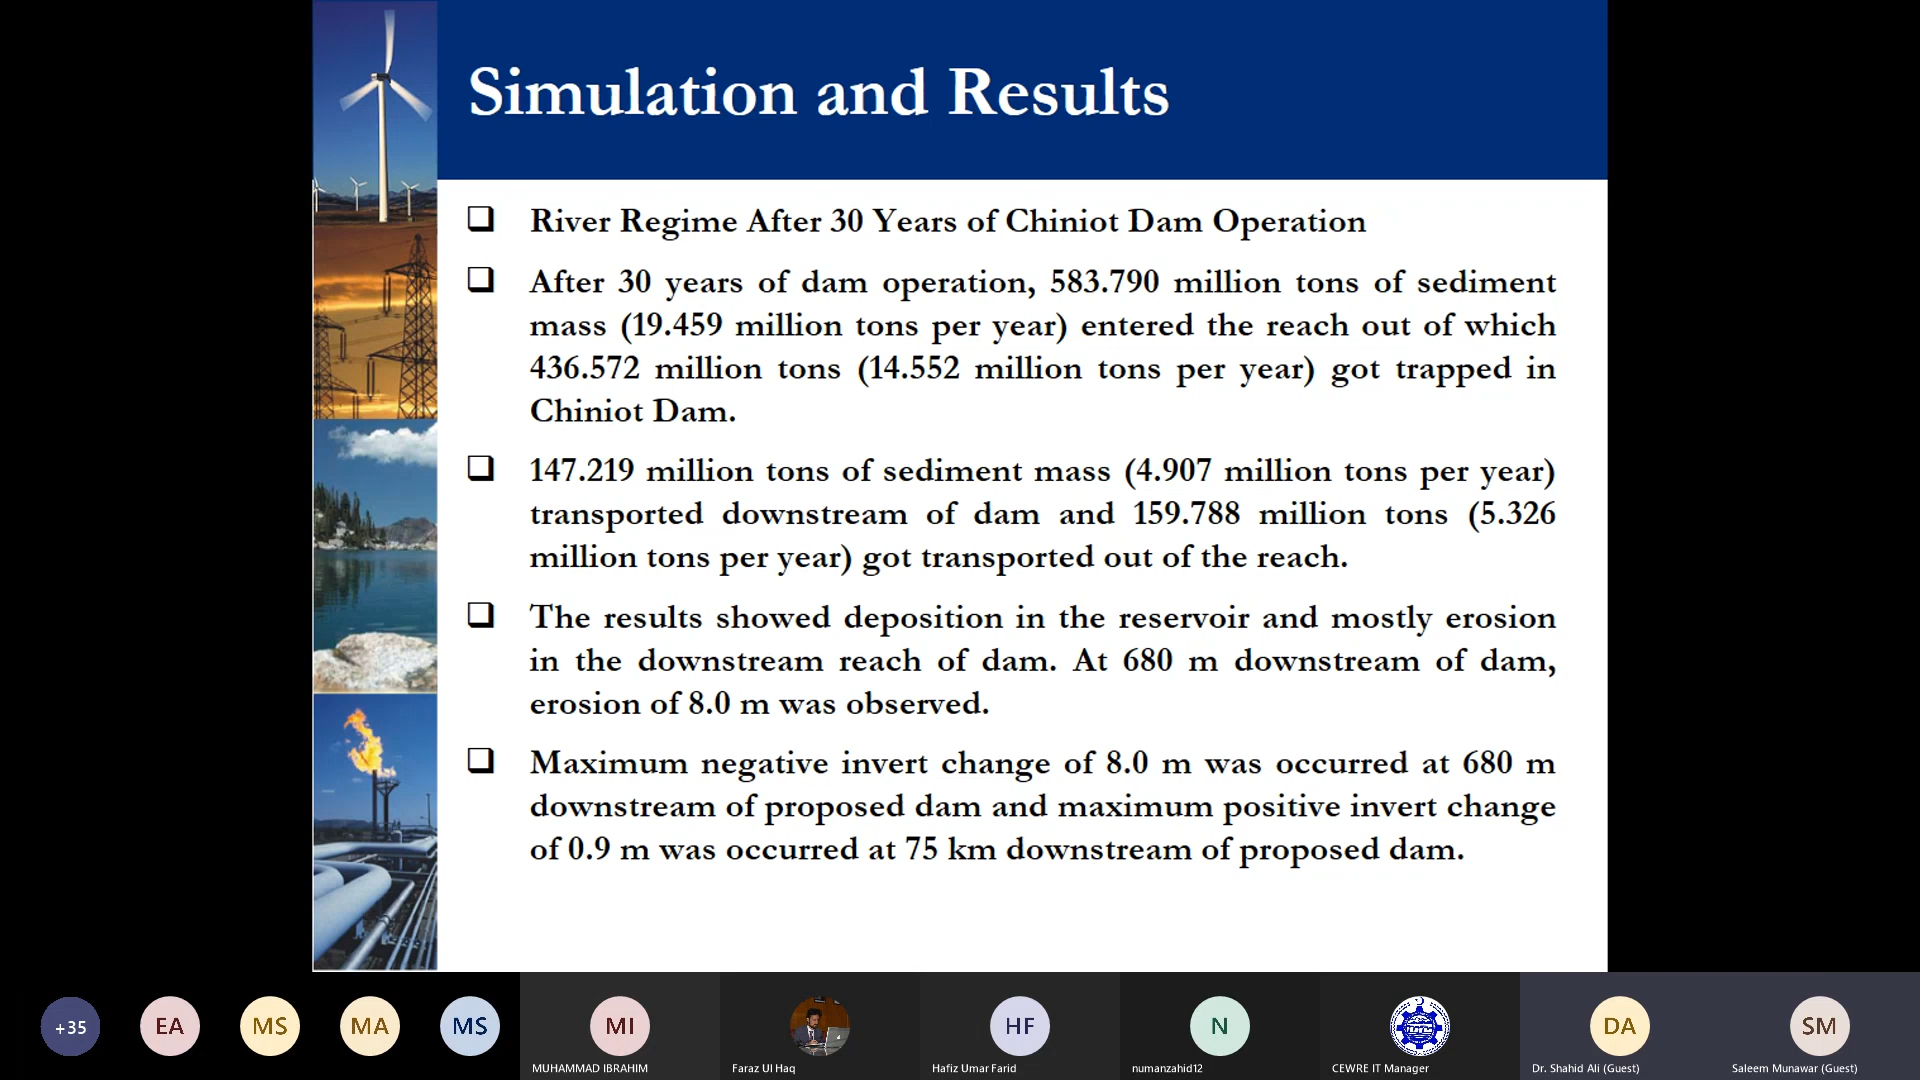 Simulation and Results
River Regime After 30 Years of Chiniot Dam Operation
After 30 years of dam operation, 583.790 million tons of sediment
mass (19.459 million tons per year) entered the reach out of which
436.572 million tons (14.552 million tons per year) got trapped in
Chiniot Dam.
147.219 million tons of sediment mass (4.907 million tons per year)
transported downstream of dam and 159.788 million tons (5.326
million tons per year) got transported out of the reach.
The results showed deposition in the reservoir and mostly erosion
in the downstream reach of dam. At 680 m downstream of dam,
erosion of 8.0 m was observed.
Maximum negative invert change of 8.0 m was occurred at 680 m
downstream of proposed dam and maximum positive invert change
of 0.9 m was occurred at 75 km downstream of proposed dam.
+35
EA
MS
MA
MS
MI
HF
N
DA
SM
MUHAMMAD IBRAHIM
Faraz Ul Haq
Hafiz Umar Farid
numanzahid12
CEWRE IT Manager
Dr. Shahid Ali (Guest)
Saleem Munawar (Guest)